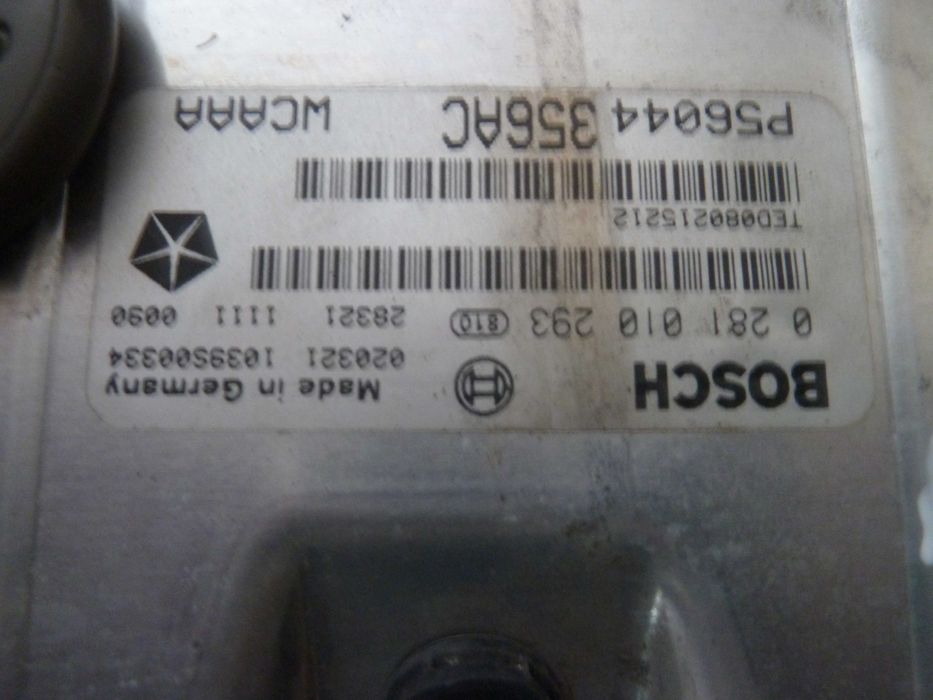 BOSCH Made in Germany
020321 1039S00334
0 281 010 293 810 28321 1111 0090
TED080215212
P56044356AC WCAAA